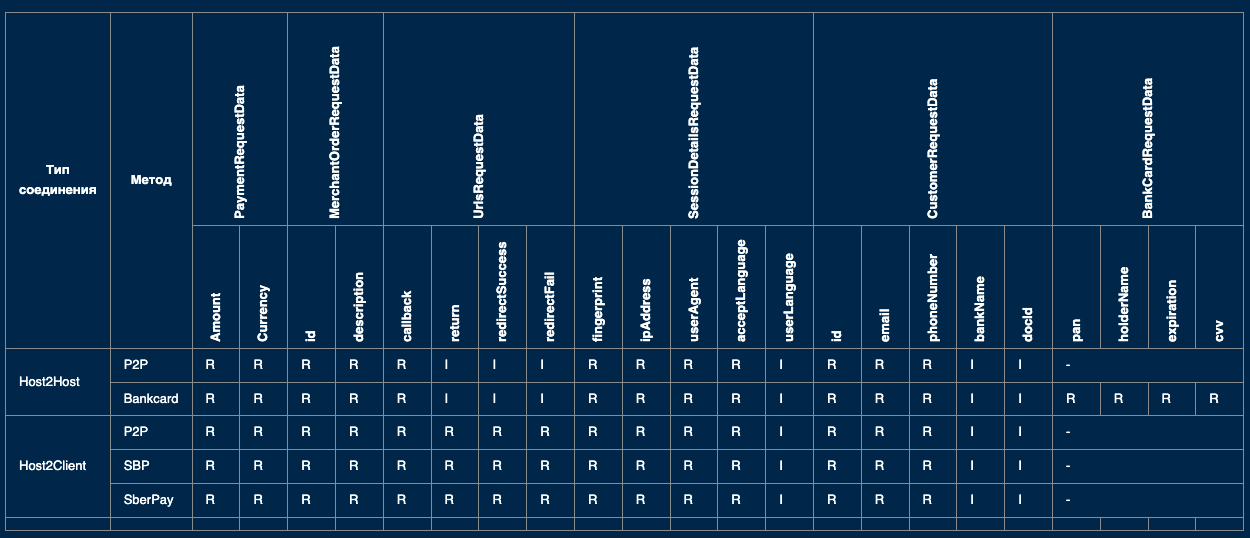 Тип соединения
Метод
PaymentRequestData
MerchantOrderRequestData
UrlsRequestData
SessionDetailsRequestData
CustomerRequestData
BankCardRequestData
Amount
Currency
id
description
callback
return
redirectSuccess
redirectFail
fingerprint
ipAddress
userAgent
acceptLanguage
userLanguage
id
email
phoneNumber
bankName
docId
pan
holderName
expiration
cvv
Host2Host
P2P R R R R R I I I R R R R I R R R I I -
Bankcard R R R R R I I I R R R R I R R R I I R R R R
Host2Client
P2P R R R R R R R R R R R R I R R R I I -
SBP R R R R R R R R R R R R I R R R I I -
SberPay R R R R R R R R R R R R I R R R I I -